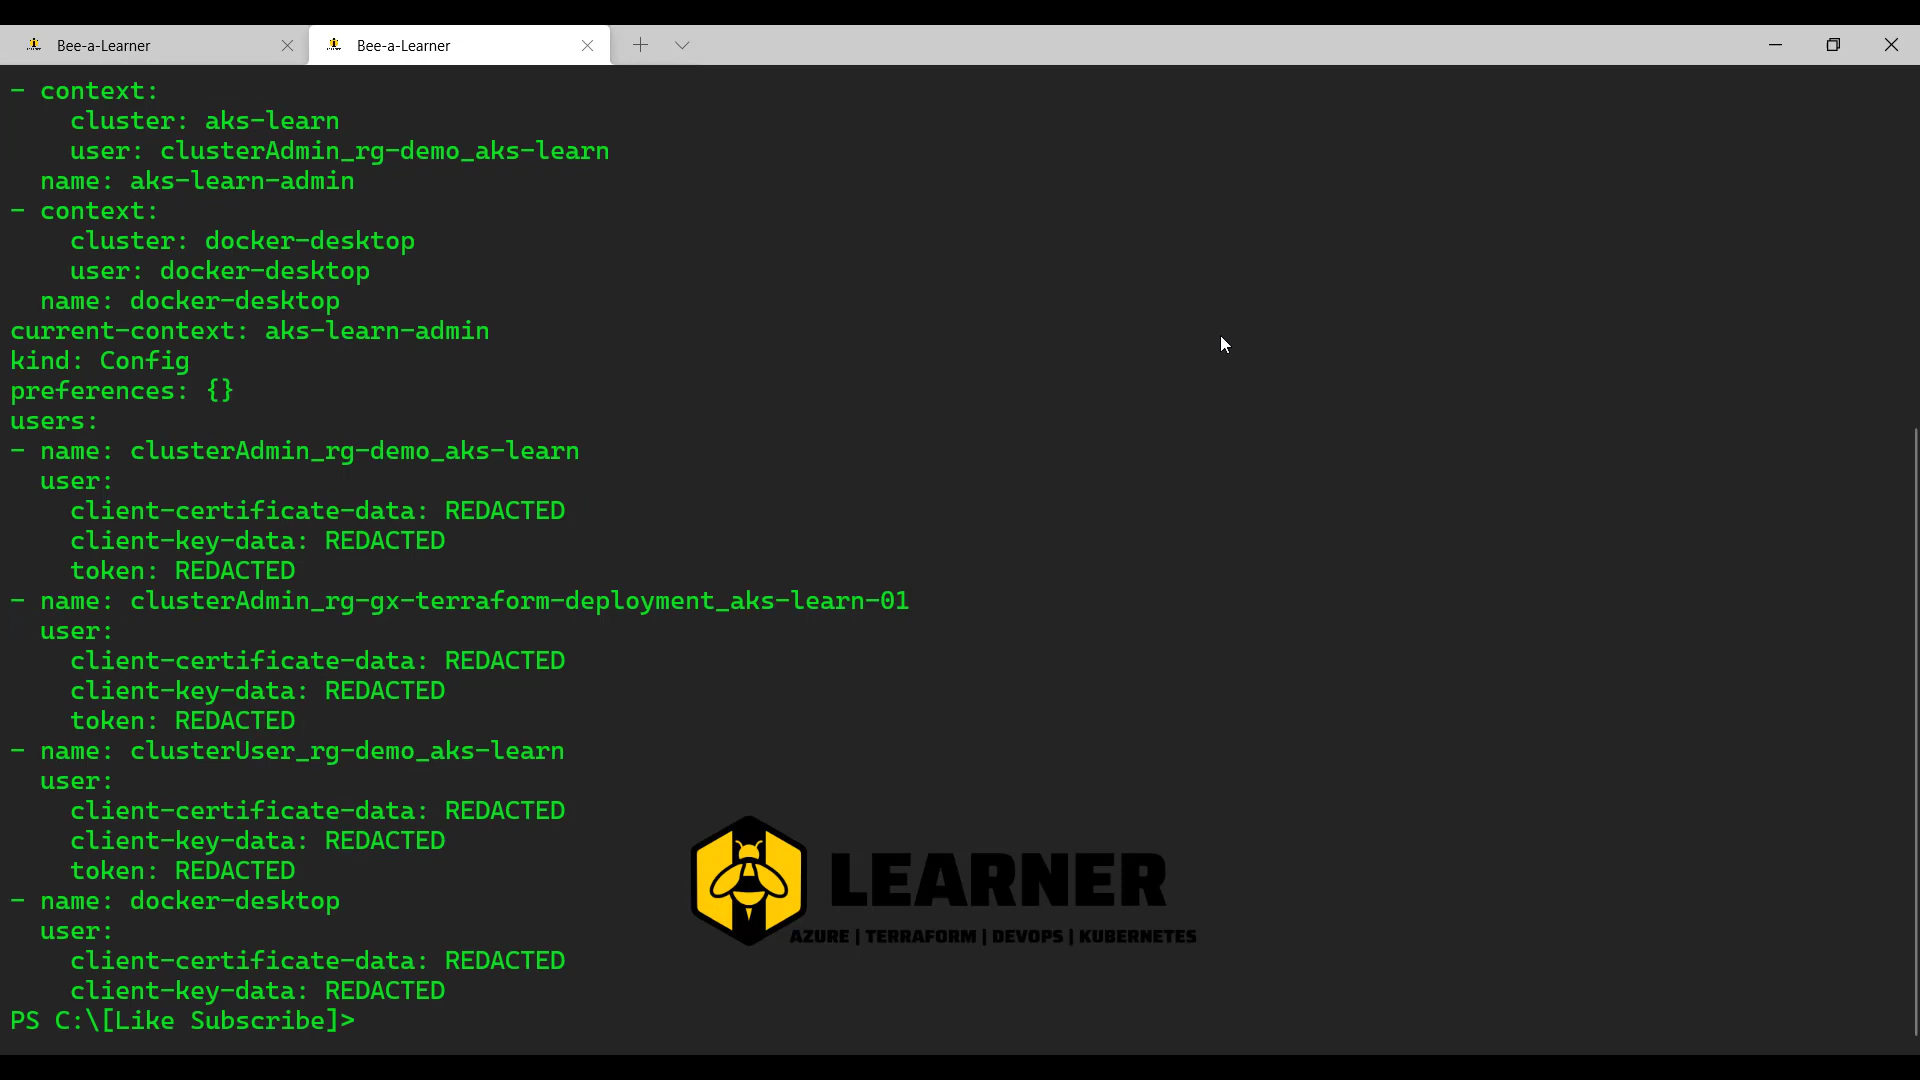 Bee-a-Learner
Bee-a-Learner
- context:
    cluster: aks-learn
    user: clusterAdmin_rg-demo_aks-learn
  name: aks-learn-admin
- context:
    cluster: docker-desktop
    user: docker-desktop
  name: docker-desktop
current-context: aks-learn-admin
kind: Config
preferences: {}
users:
- name: clusterAdmin_rg-demo_aks-learn
  user:
    client-certificate-data: REDACTED
    client-key-data: REDACTED
    token: REDACTED
- name: clusterAdmin_rg-gx-terraform-deployment_aks-learn-01
  user:
    client-certificate-data: REDACTED
    client-key-data: REDACTED
    token: REDACTED
- name: clusterUser_rg-demo_aks-learn
  user:
    client-certificate-data: REDACTED
    client-key-data: REDACTED
    token: REDACTED
- name: docker-desktop
  user:
    client-certificate-data: REDACTED
    client-key-data: REDACTED
PS C:\[Like Subscribe]>
LEARNER
AZURE | TERRAFORM | DEVOPS | KUBERNETES